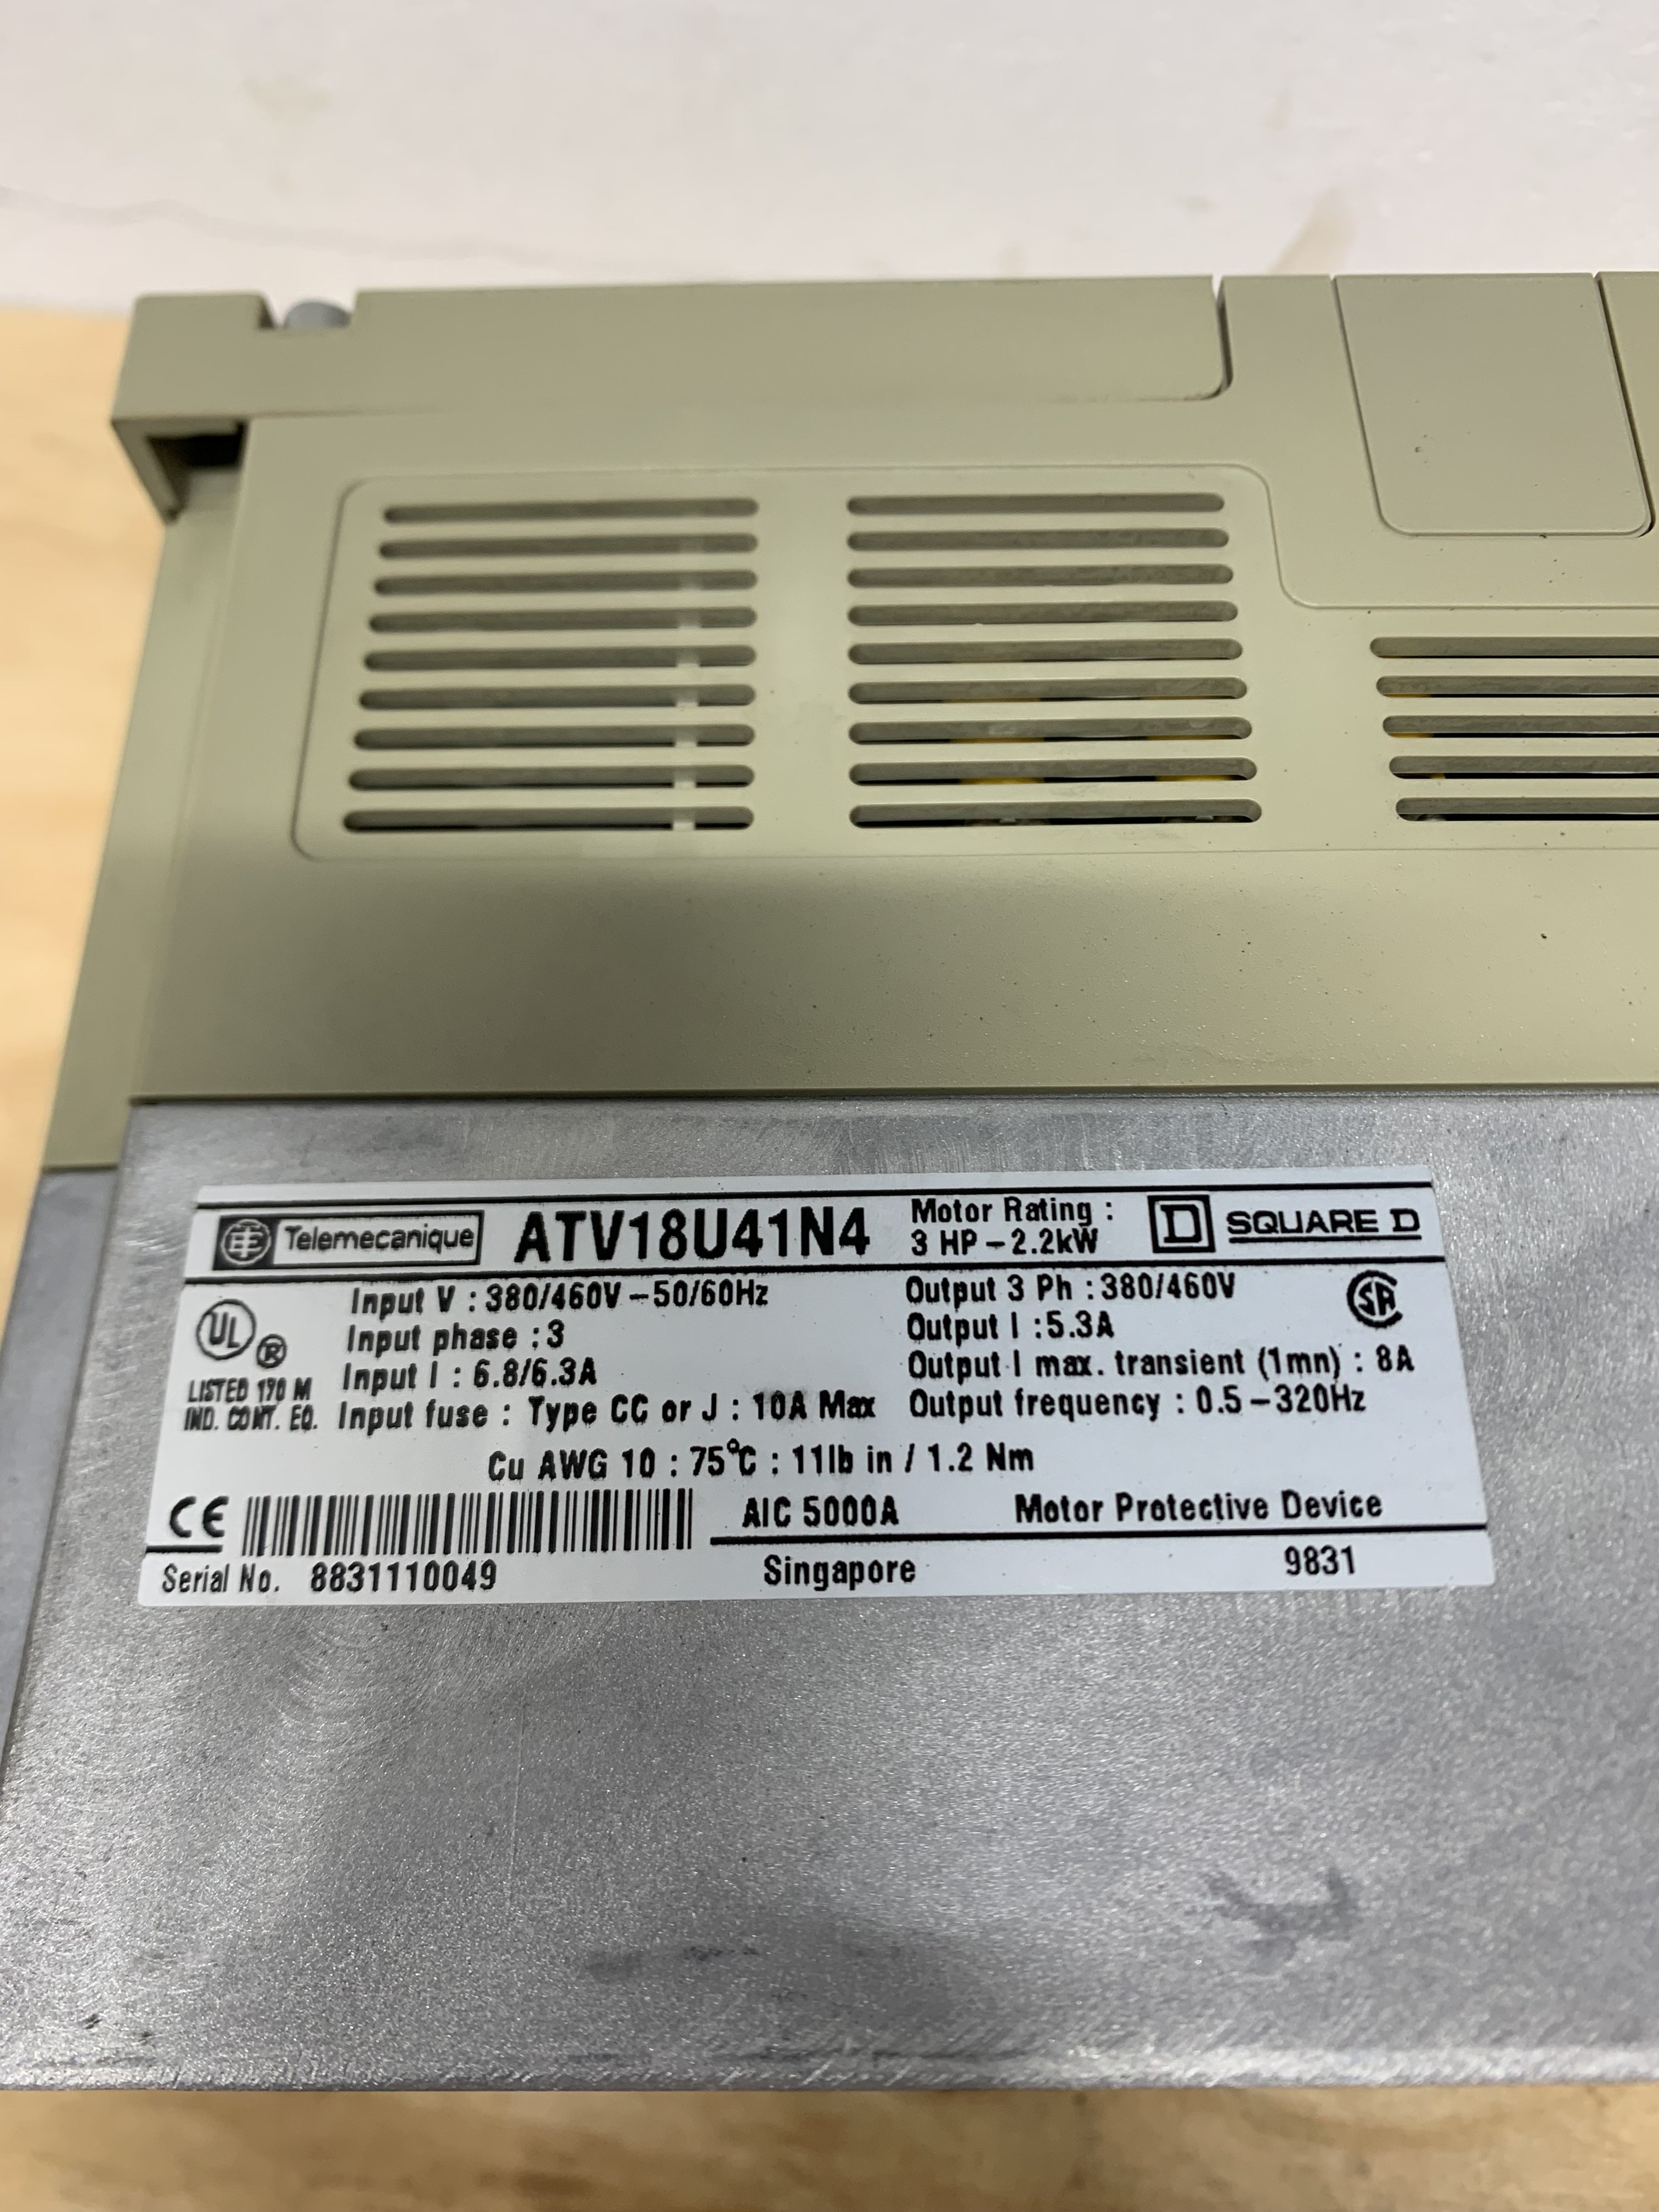 Telemecanique ATV18U41N4 Motor Rating : 3 HP – 2.2kW D SQUARE D
Input V : 380/460V – 50/60Hz
Input phase : 3
Input I : 6.8/6.3A
Input fuse : Type CC or J : 10A Max
Output 3 Ph : 380/460V
Output I : 5.3A
Output I max. transient (1mn) : 8A
Output frequency : 0.5 – 320Hz
UL ®
LISTED 170 M
IND. CONT. EQ.
SA
Cu AWG 10 : 75°C : 11lb in / 1.2 Nm
CE
AIC 5000A Motor Protective Device
Serial No. 8831110049 Singapore 9831